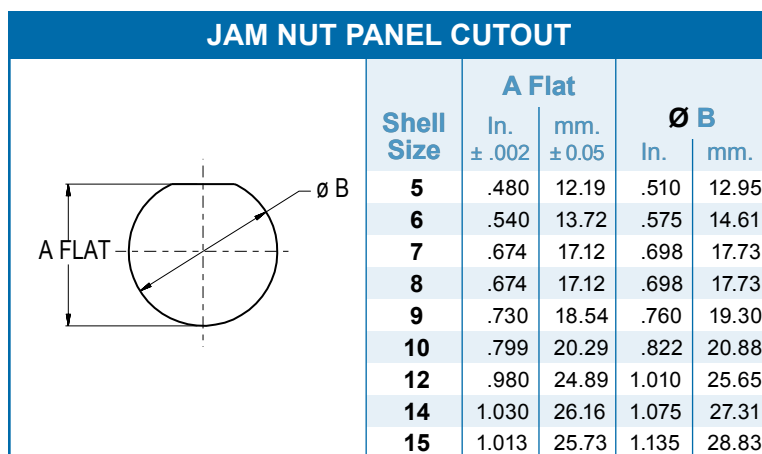 JAM NUT PANEL CUTOUT
A Flat
Ø B
Shell Size
In. ± .002
mm. ± 0.05
In.
mm.
5 .480 12.19 .510 12.95
6 .540 13.72 .575 14.61
7 .674 17.12 .698 17.73
8 .674 17.12 .698 17.73
9 .730 18.54 .760 19.30
10 .799 20.29 .822 20.88
12 .980 24.89 1.010 25.65
14 1.030 26.16 1.075 27.31
15 1.013 25.73 1.135 28.83
ø B
A FLAT